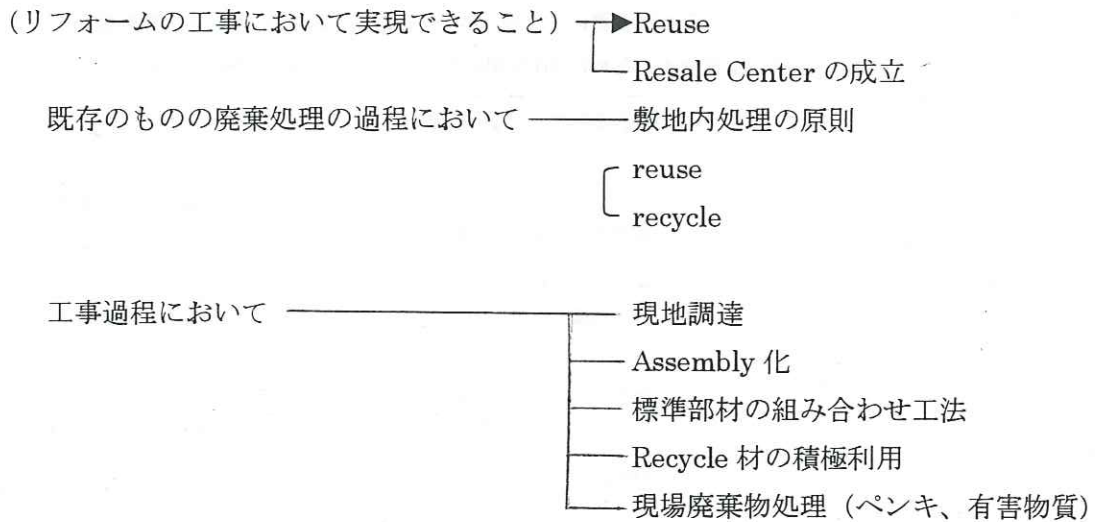 （リフォームの工事において実現できること） Reuse
Resale Center の成立
既存のものの廃棄処理の過程において 敷地内処理の原則
reuse
recycle
工事過程において 現地調達
Assembly 化
標準部材の組み合わせ工法
Recycle 材の積極利用
現場廃棄物処理（ペンキ、有害物質）